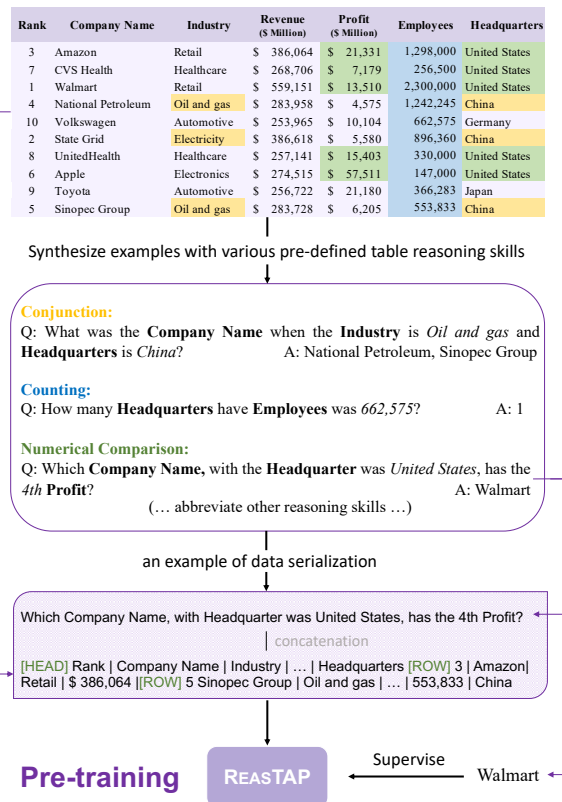 Rank Company Name Industry Revenue ($ Million) Profit ($ Million) Employees Headquarters
3 Amazon Retail $ 386,064 $ 21,331 1,298,000 United States
7 CVS Health Healthcare $ 268,706 $ 7,179 256,500 United States
1 Walmart Retail $ 559,151 $ 13,510 2,300,000 United States
4 National Petroleum Oil and gas $ 283,958 $ 4,575 1,242,245 China
10 Volkswagen Automotive $ 253,965 $ 10,104 662,575 Germany
2 State Grid Electricity $ 386,618 $ 5,580 896,360 China
8 UnitedHealth Healthcare $ 257,141 $ 15,403 330,000 United States
6 Apple Electronics $ 274,515 $ 57,511 147,000 United States
9 Toyota Automotive $ 256,722 $ 21,180 366,283 Japan
5 Sinopec Group Oil and gas $ 283,728 $ 6,205 553,833 China
Synthesize examples with various pre-defined table reasoning skills
Conjunction:
Q: What was the Company Name when the Industry is Oil and gas and
Headquarters is China? A: National Petroleum, Sinopec Group
Counting:
Q: How many Headquarters have Employees was 662,575? A: 1
Numerical Comparison:
Q: Which Company Name, with the Headquarter was United States, has the
4th Profit? A: Walmart
(… abbreviate other reasoning skills …)
an example of data serialization
Which Company Name, with Headquarter was United States, has the 4th Profit?
concatenation
[HEAD] Rank | Company Name | Industry | … | Headquarters [ROW] 3 | Amazon|
Retail | $ 386,064 |[ROW] 5 Sinopec Group | Oil and gas | … | 553,833 | China
Pre-training REASTAP Supervise Walmart